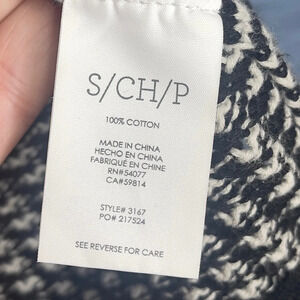 S/CH/P
100% COTTON
MADE IN CHINA
HECHO EN CHINA
FABRIQUÉ EN CHINE
RN#54077
CA#59814
STYLE# 3167
PO# 217524
SEE REVERSE FOR CARE